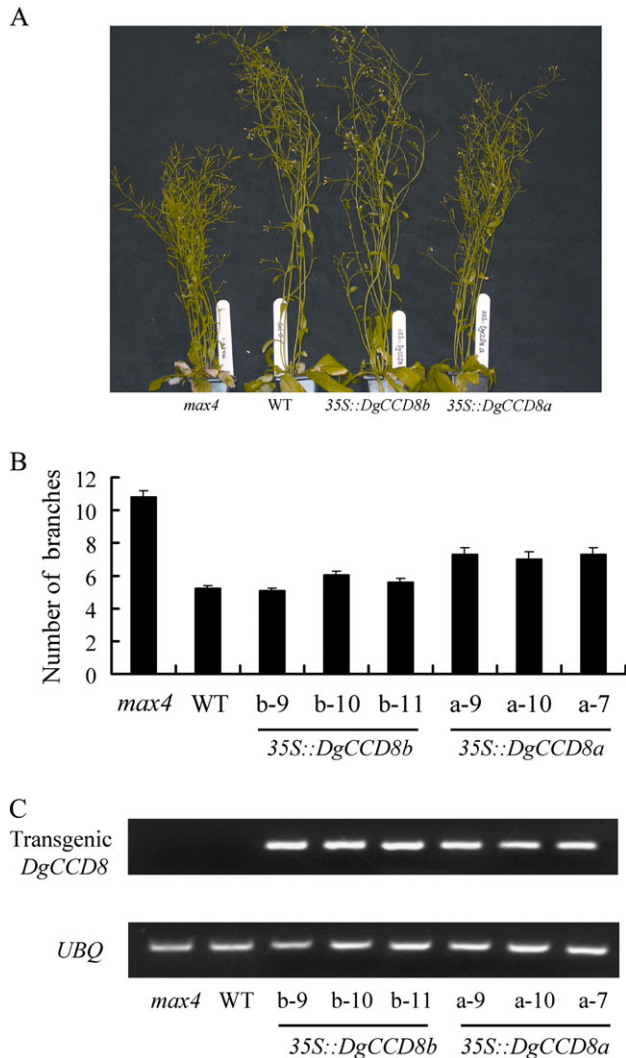 A
max4 WT 35S::DgCCD8b 35S::DgCCD8a
B
Number of branches
12
10
8
6
4
2
0
max4 WT b-9 b-10 b-11 a-9 a-10 a-7
35S::DgCCD8b 35S::DgCCD8a
C
Transgenic
DgCCD8
UBQ
max4 WT b-9 b-10 b-11 a-9 a-10 a-7
35S::DgCCD8b 35S::DgCCD8a